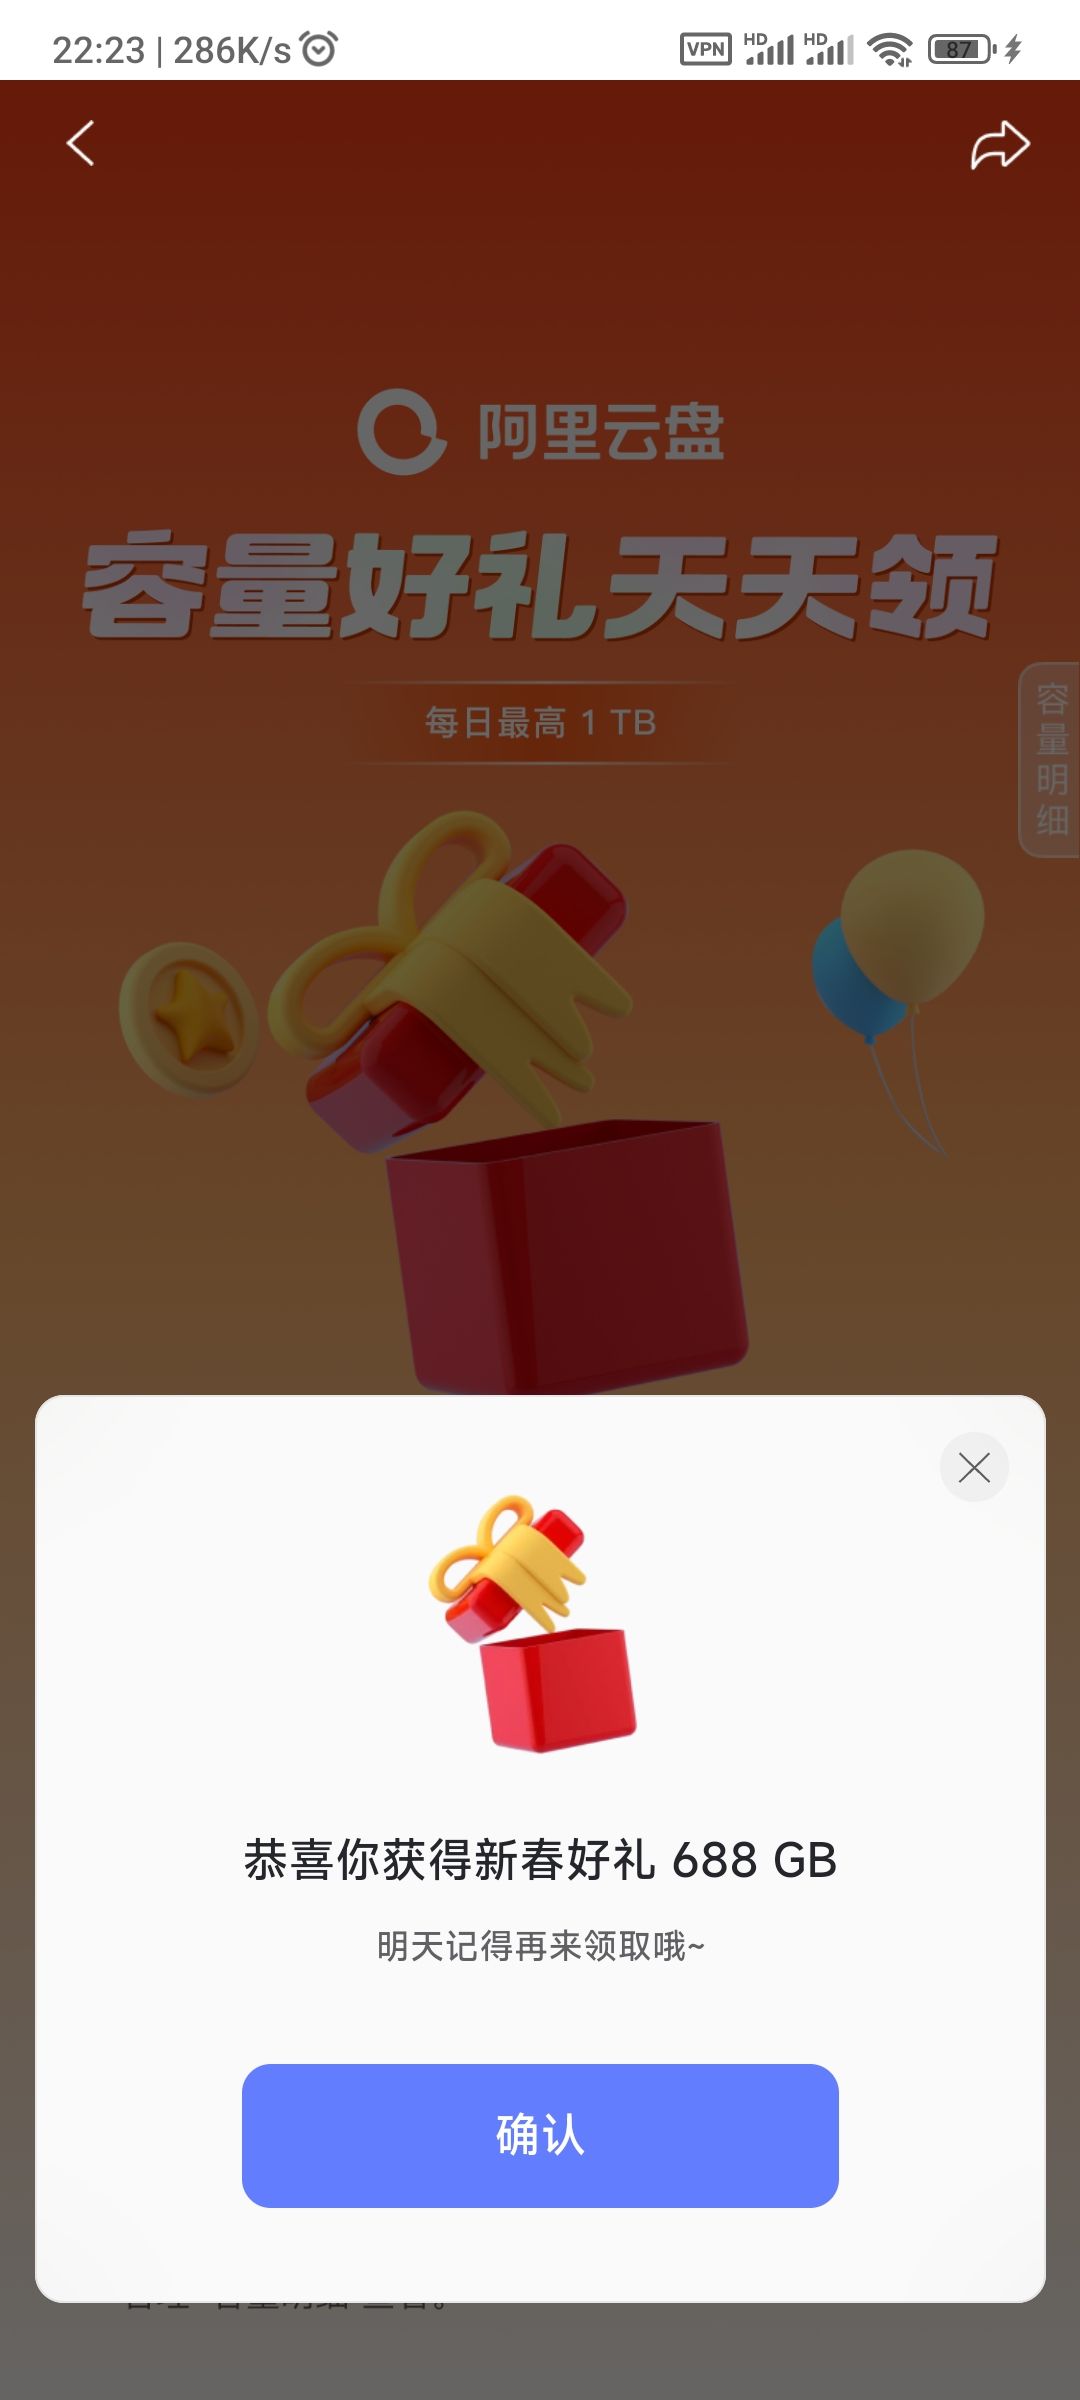 22:23 | 286K/s
VPN HD HD 87
阿里云盘
容量好礼天天领
每日最高 1 TB
容量明细
恭喜你获得新春好礼 688 GB
明天记得再来领取哦~
确认